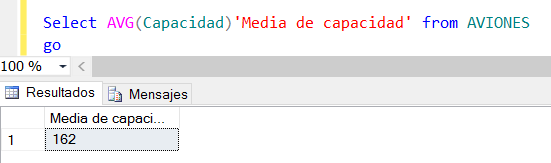 Select AVG(Capacidad)'Media de capacidad' from AVIONES
go
100 %
Resultados Mensajes
Media de capaci...
1 162